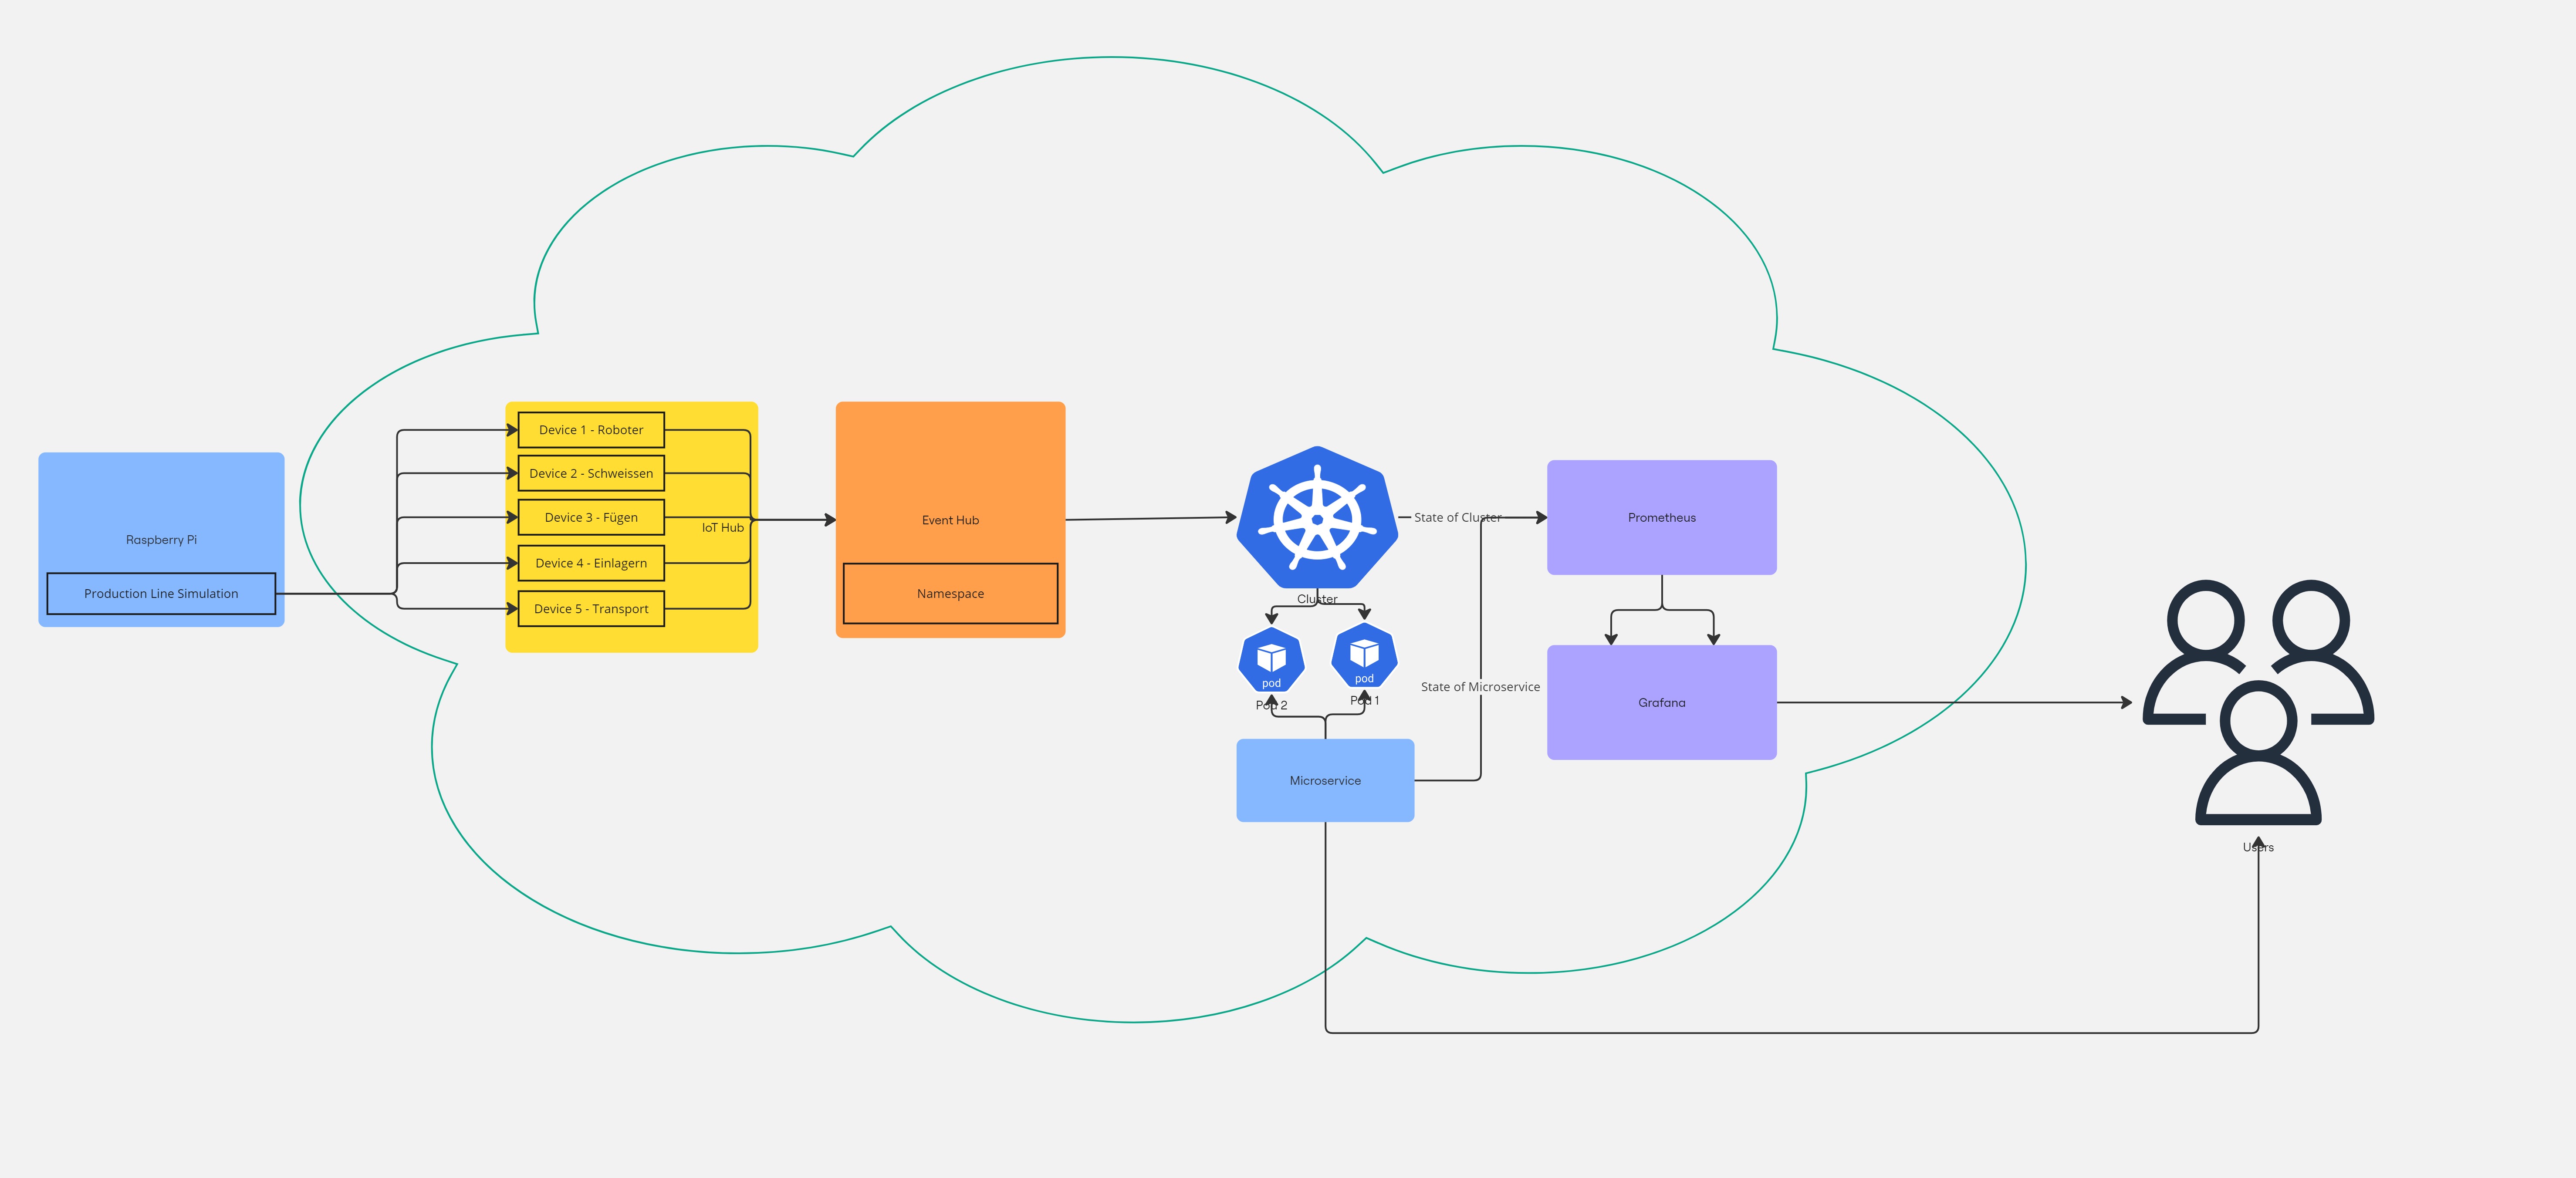 Raspberry Pi
Production Line Simulation
Device 1 - Roboter
Device 2 - Schweissen
Device 3 - Fügen
IoT Hub
Device 4 - Einlagern
Device 5 - Transport
Event Hub
Namespace
Cluster
pod
Pod 2
pod
Pod 1
Microservice
State of Cluster
State of Microservice
Prometheus
Grafana
Users